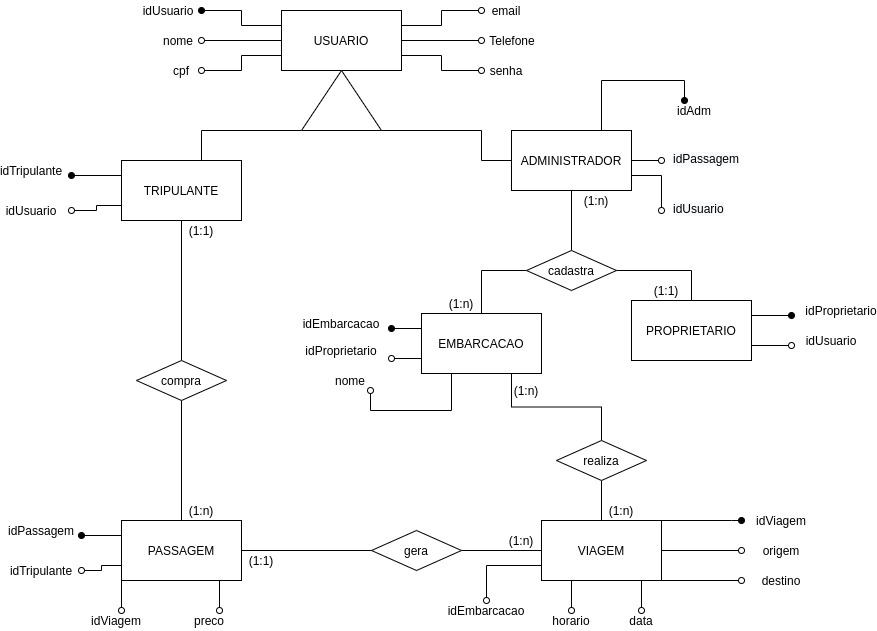 idUsuario
email
nome
USUARIO
Telefone
cpf
senha
idAdm
idTripulante
TRIPULANTE
ADMINISTRADOR
idPassagem
idUsuario
idUsuario
(1:1)
(1:n)
cadastra
(1:n)
(1:1)
idEmbarcacao
EMBARCACAO
PROPRIETARIO
idProprietario
idProprietario
idUsuario
nome
(1:n)
compra
realiza
(1:n)
(1:n)
idPassagem
PASSAGEM
(1:1)
gera
(1:n)
VIAGEM
idViagem
origem
idTripulante
destino
idViagem
preco
idEmbarcacao
horario
data